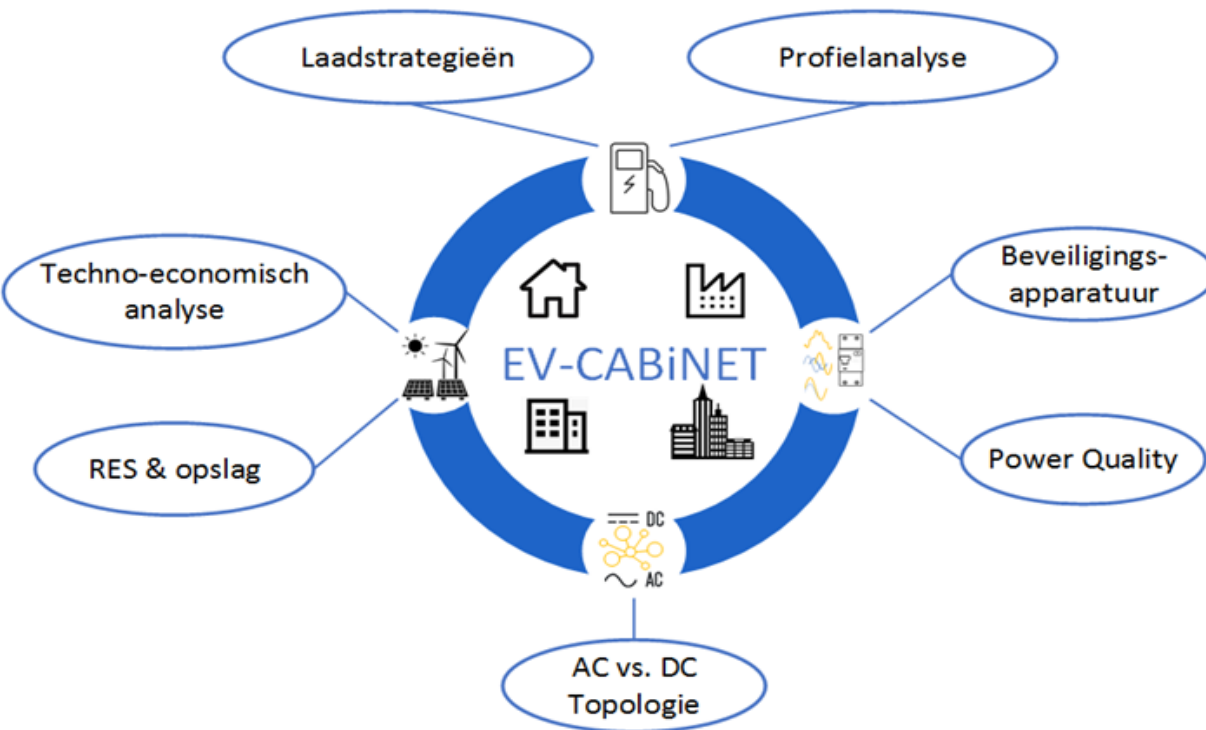 Laadstrategieën
Profielanalyse
Techno-economisch
analyse
Beveiligings-
apparatuur
EV-CABiNET
RES & opslag
Power Quality
DC
AC
AC vs. DC
Topologie